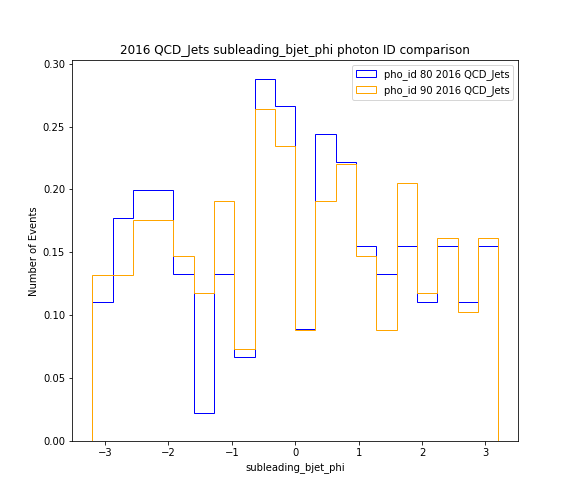 2016 QCD_Jets subleading_bjet_phi photon ID comparison
pho_id 80 2016 QCD_Jets
pho_id 90 2016 QCD_Jets
0.30
0.25
0.20
0.15
0.10
0.05
0.00
Number of Events
−3
−2
−1
0
1
2
3
subleading_bjet_phi